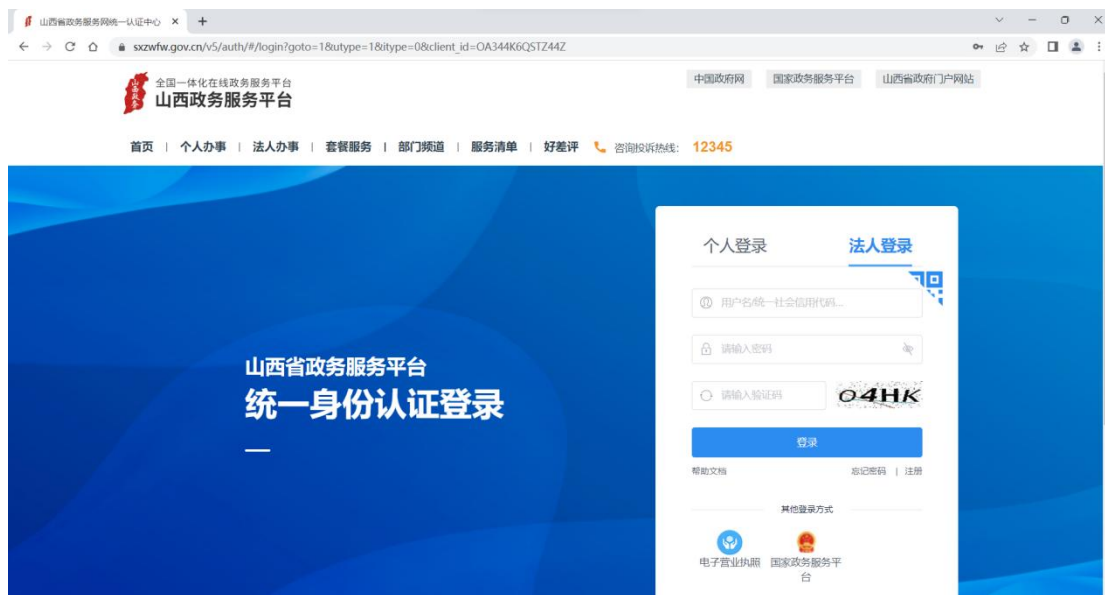 山西省政务服务网统一认证中心
sxzwfw.gov.cn/v5/auth/#/login?goto=1&utype=1&itype=0&client_id=OA344K6QSTZ44Z
山西政务
全国一体化在线政务服务平台
山西政务服务平台
中国政府网 国家政务服务平台 山西省政府门户网站
首页 | 个人办事 | 法人办事 | 套餐服务 | 部门频道 | 服务清单 | 好差评 咨询投诉热线: 12345
个人登录 法人登录
用户名/统一社会信用代码...
请输入密码
请输入验证码 O4HK
登录
帮助文档 忘记密码 | 注册
其他登录方式
电子营业执照 国家政务服务平
台
山西省政务服务平台
统一身份认证登录